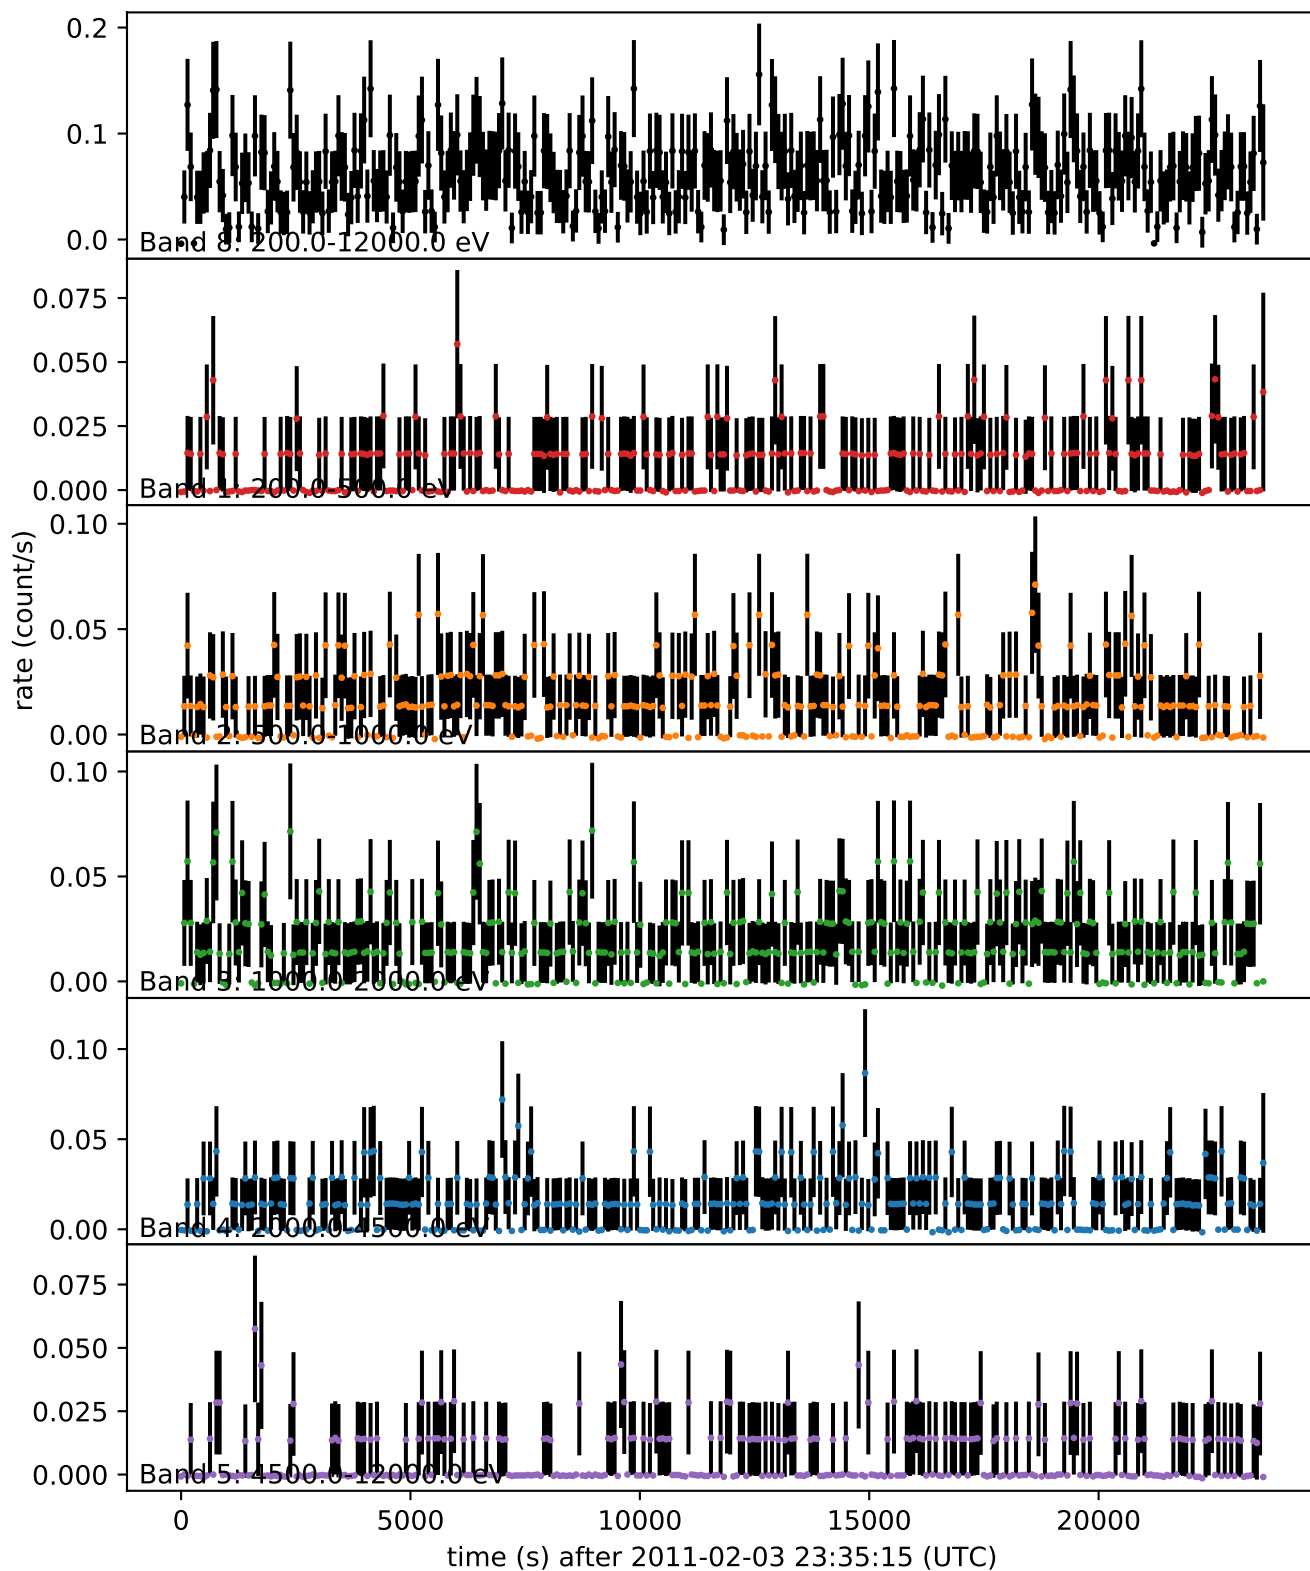 0.2
0.1
0.0
Band 8: 200.0-12000.0 eV
0.075
0.050
0.025
0.000
Band 1: 200.0-500.0 eV
0.10
0.05
0.00
Band 2: 500.0-1000.0 eV
rate (count/s)
0.10
0.05
0.00
Band 3: 1000.0-2000.0 eV
0.10
0.05
0.00
Band 4: 2000.0-4500.0 eV
0.075
0.050
0.025
0.000
Band 5: 4500.0-12000.0 eV
0 5000 10000 15000 20000
time (s) after 2011-02-03 23:35:15 (UTC)